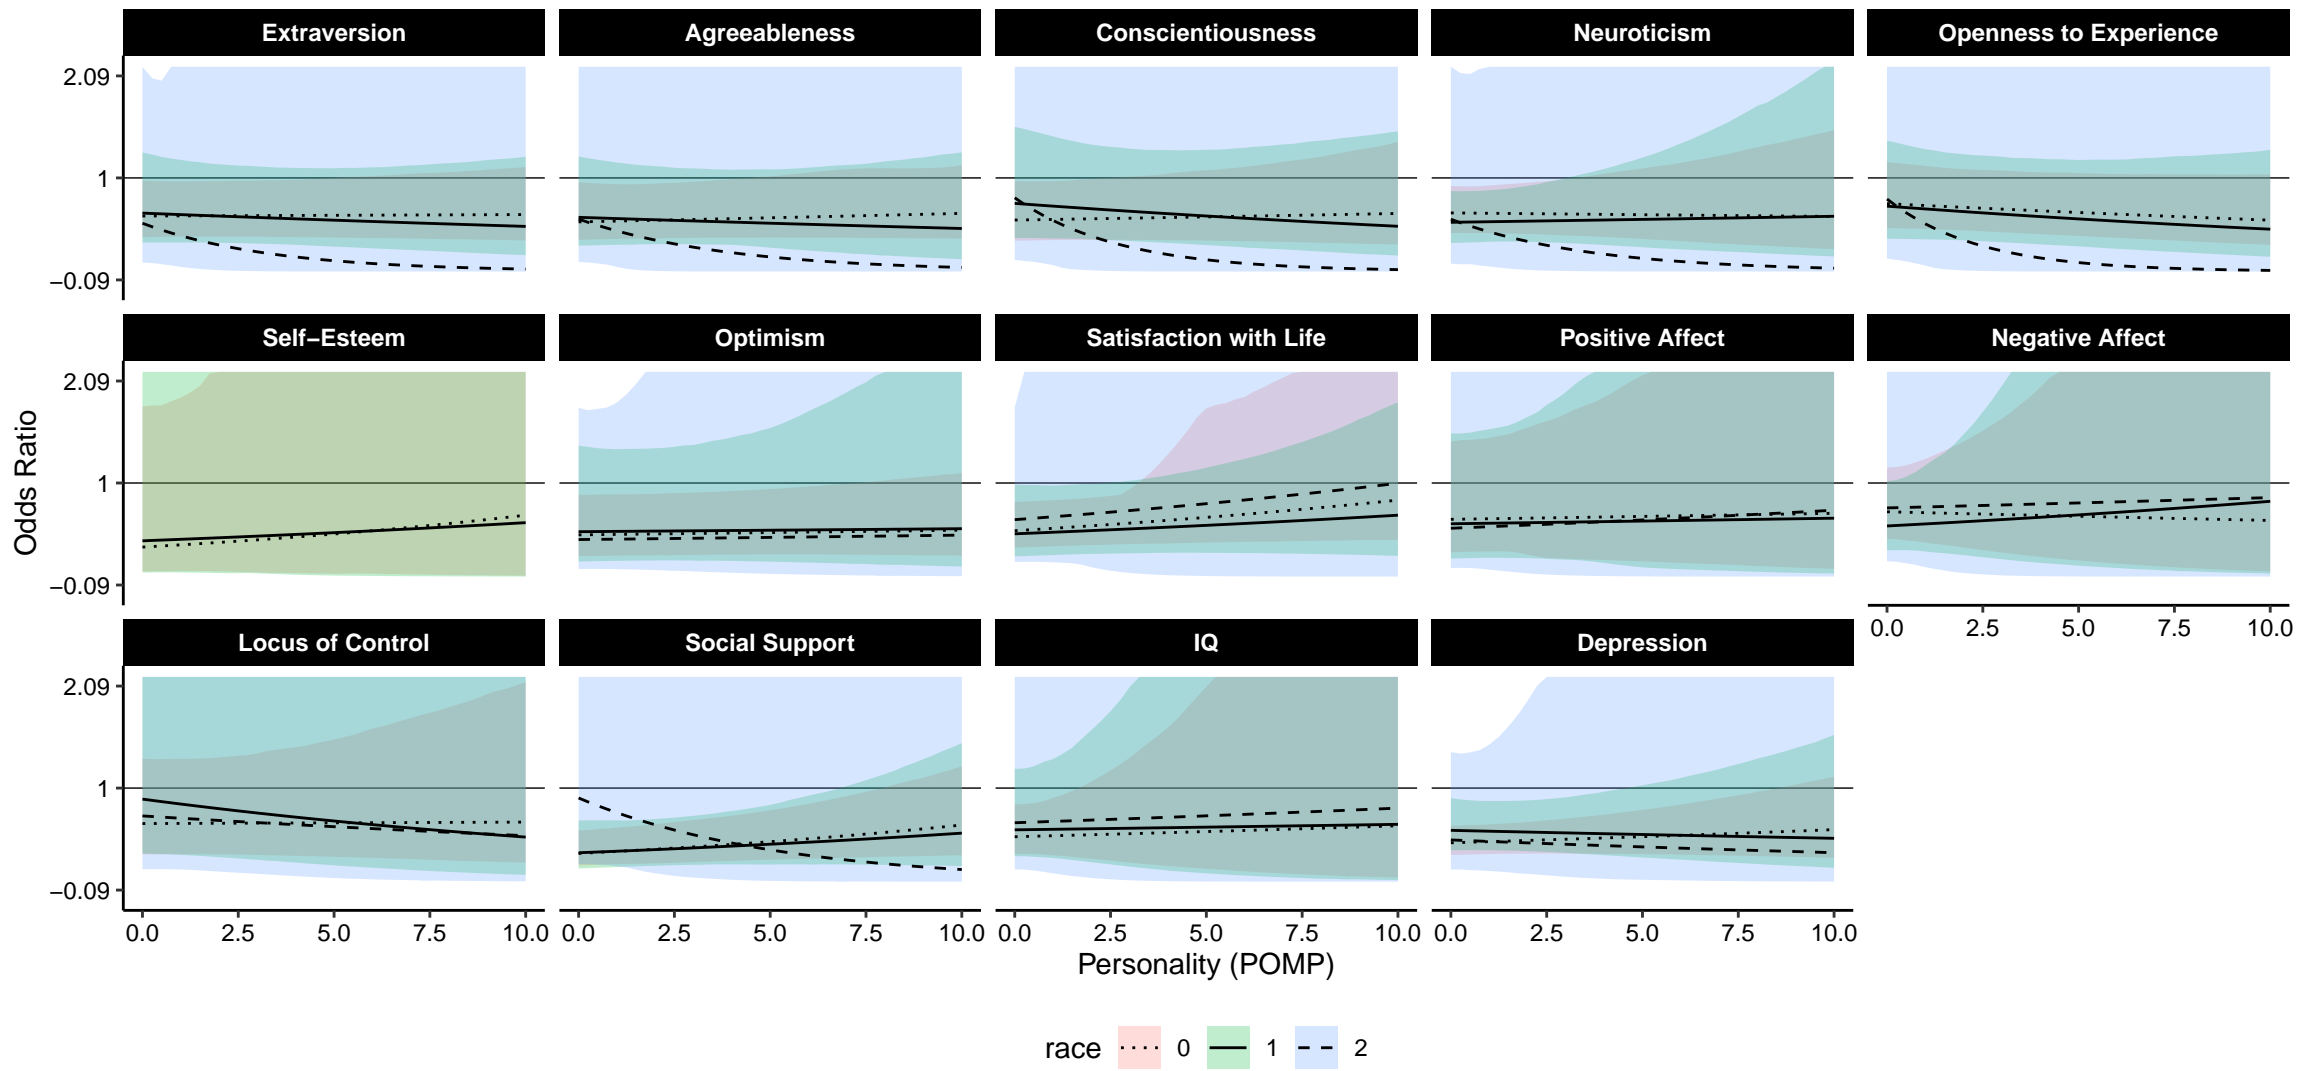 Extraversion
Agreeableness
Conscientiousness
Neuroticism
Openness to Experience
2.09
1
−0.09
Self−Esteem
Optimism
Satisfaction with Life
Positive Affect
Negative Affect
2.09
1
−0.09
0.0 2.5 5.0 7.5 10.0
Locus of Control
Social Support
IQ
Depression
2.09
1
−0.09
0.0 2.5 5.0 7.5 10.0
0.0 2.5 5.0 7.5 10.0
0.0 2.5 5.0 7.5 10.0
0.0 2.5 5.0 7.5 10.0
Odds Ratio
Personality (POMP)
race 0 1 2